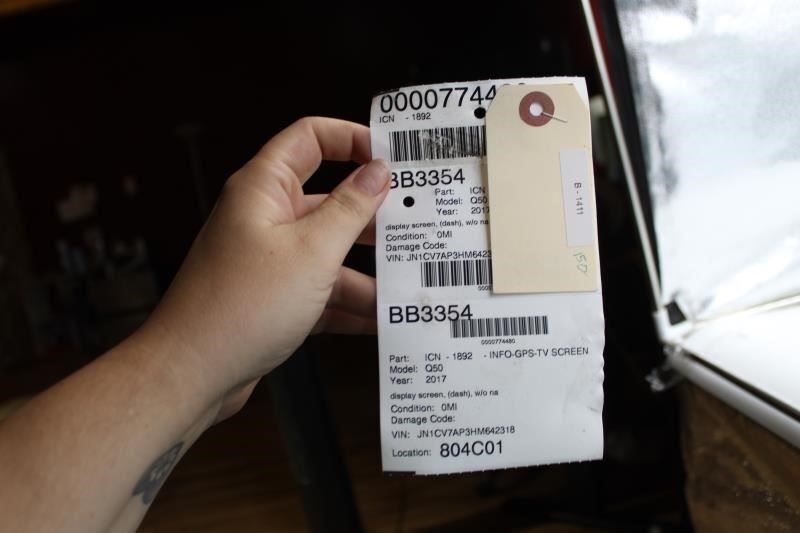 0000774480
ICN - 1892
BB3354
Part: ICN
Model: Q50
Year: 2017
display screen, (dash), w/o na
Condition: 0MI
Damage Code:
VIN: JN1CV7AP3HM6423
B-1411
150
BB3354
0000774480
Part: ICN - 1892 - INFO-GPS-TV SCREEN
Model: Q50
Year: 2017
display screen, (dash), w/o na
Condition: 0MI
Damage Code:
VIN: JN1CV7AP3HM642318
Location: 804C01